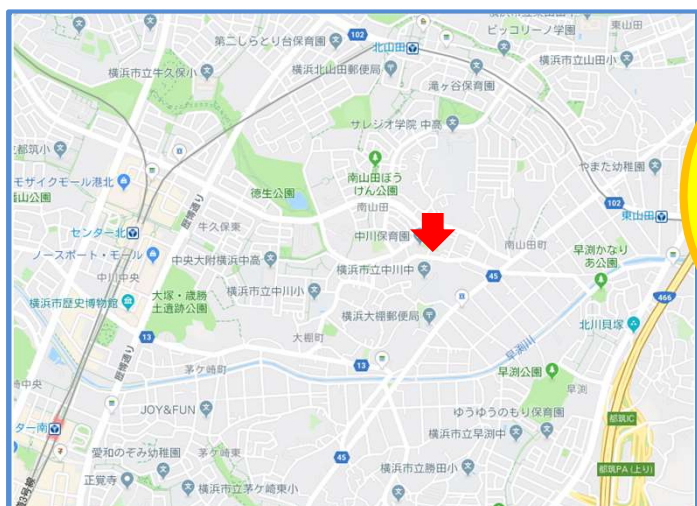 102
北山田
ピッコリーノ学園
東山田
第二しらとり台保育園
横浜市立牛久保小
横浜北山田郵便局
横浜市立山田小
滝ヶ谷保育園
サレジオ学院 中高
都筑小
モザイクモール港北
徳生公園
南山田ぼう
けん公園
南山田
やまた幼稚園
102
東山田
センター北
歴博通り
牛久保東
中川保育園
南山田町
早渕かなり
あ公園
ノースポート・モール
中央大附横浜中高
横浜市立中川中
45
中川中央
横浜市歴史博物館
大塚・歳勝
土遺跡公園
横浜市立中川小
横浜大棚郵便局
466
北川貝塚
13
大棚町
早渕川
茅ケ崎町
13
早渕公園
早渕
歴博通り
JOY&FUN
ゆうゆうのもり保育園
都筑IC
ター南
横浜市立早渕中
愛和のぞみ幼稚園
茅ケ崎東
45
横浜市立勝田小
都筑PA (上り)
正覚寺
横浜市立茅ケ崎東小